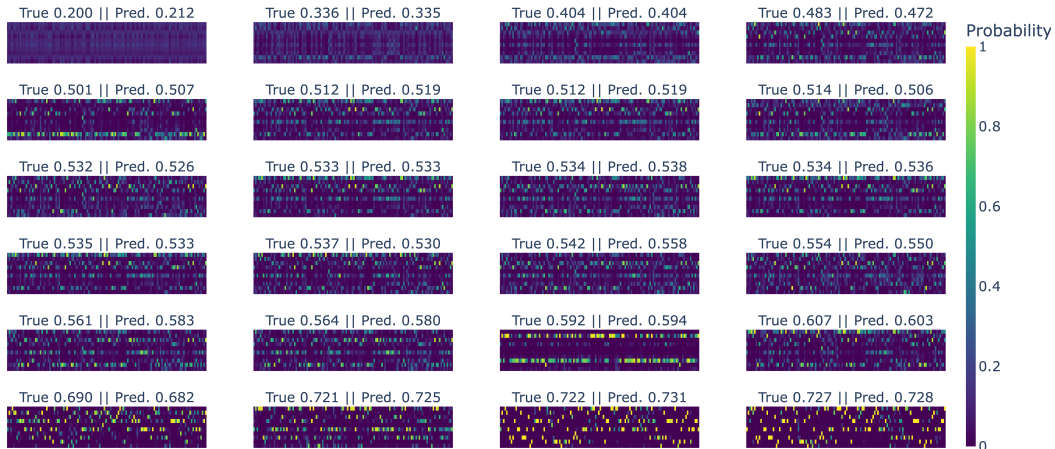 True 0.200 || Pred. 0.212
True 0.336 || Pred. 0.335
True 0.404 || Pred. 0.404
True 0.483 || Pred. 0.472
Probability
1
True 0.501 || Pred. 0.507
True 0.512 || Pred. 0.519
True 0.512 || Pred. 0.519
True 0.514 || Pred. 0.506
0.8
True 0.532 || Pred. 0.526
True 0.533 || Pred. 0.533
True 0.534 || Pred. 0.538
True 0.534 || Pred. 0.536
0.6
True 0.535 || Pred. 0.533
True 0.537 || Pred. 0.530
True 0.542 || Pred. 0.558
True 0.554 || Pred. 0.550
0.4
True 0.561 || Pred. 0.583
True 0.564 || Pred. 0.580
True 0.592 || Pred. 0.594
True 0.607 || Pred. 0.603
0.2
True 0.690 || Pred. 0.682
True 0.721 || Pred. 0.725
True 0.722 || Pred. 0.731
True 0.727 || Pred. 0.728
0